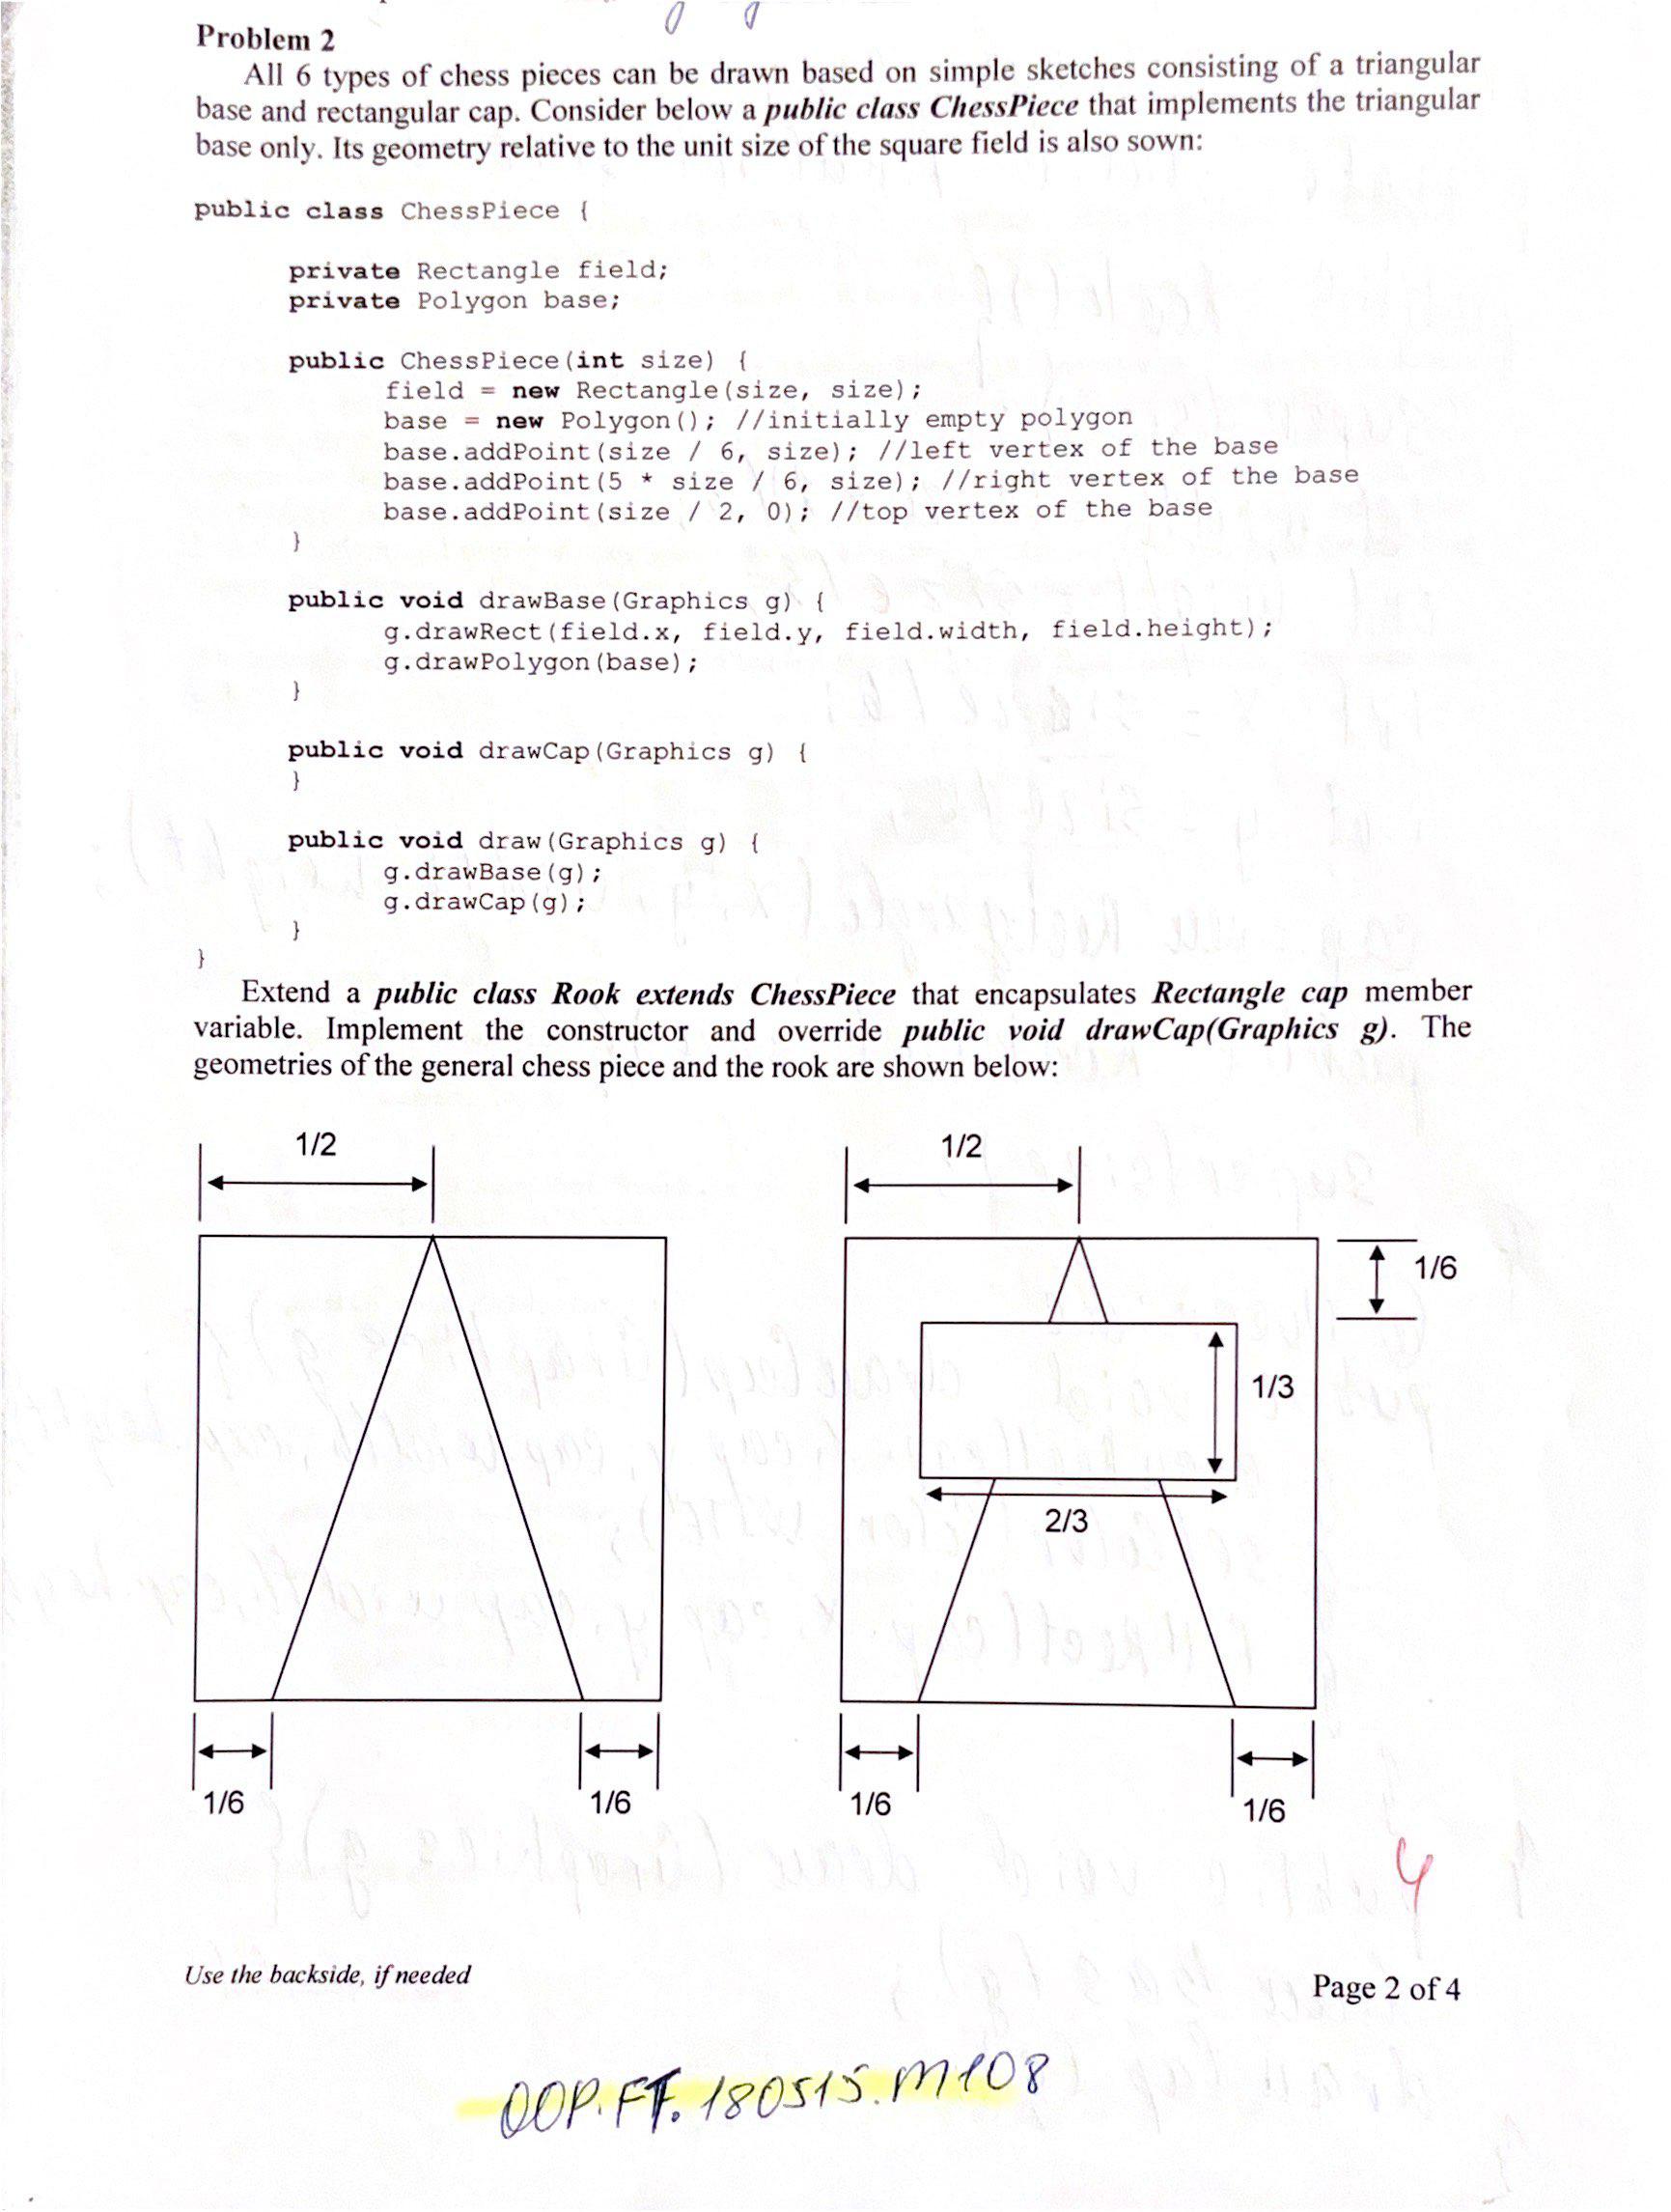 Problem 2
All 6 types of chess pieces can be drawn based on simple sketches consisting of a triangular
base and rectangular cap. Consider below a public class ChessPiece that implements the triangular
base only. Its geometry relative to the unit size of the square field is also sown:
public class ChessPiece {
private Rectangle field;
private Polygon base;
public ChessPiece(int size) {
field = new Rectangle(size, size);
base = new Polygon(); //initially empty polygon
base.addPoint(size / 6, size); //left vertex of the base
base.addPoint(5 * size / 6, size); //right vertex of the base
base.addPoint(size / 2, 0); //top vertex of the base
}
public void drawBase(Graphics g) {
g.drawRect(field.x, field.y, field.width, field.height);
g.drawPolygon(base);
}
public void drawCap(Graphics g) {
}
public void draw(Graphics g) {
g.drawBase(g);
g.drawCap(g);
}
}
Extend a public class Rook extends ChessPiece that encapsulates Rectangle cap member
variable. Implement the constructor and override public void drawCap(Graphics g). The
geometries of the general chess piece and the rook are shown below:
1/2
1/2
1/6
1/3
2/3
1/6
1/6
1/6
1/6
4
Use the backside, if needed
Page 2 of 4
OOP.FT.180515.M108